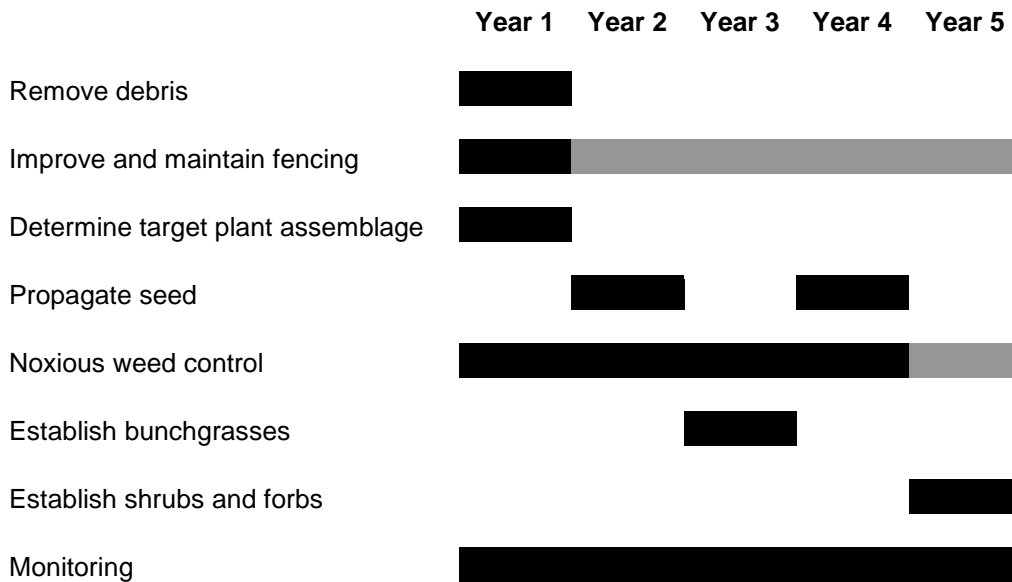 Year 1 Year 2 Year 3 Year 4 Year 5
Remove debris
Improve and maintain fencing
Determine target plant assemblage
Propagate seed
Noxious weed control
Establish bunchgrasses
Establish shrubs and forbs
Monitoring